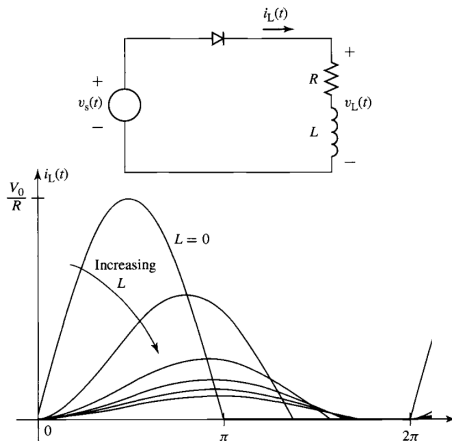 i_L(t)
+
R
+
v_s(t)
v_L(t)
−
L
−
i_L(t)
V_0
R
L = 0
Increasing
L
0
π
2π